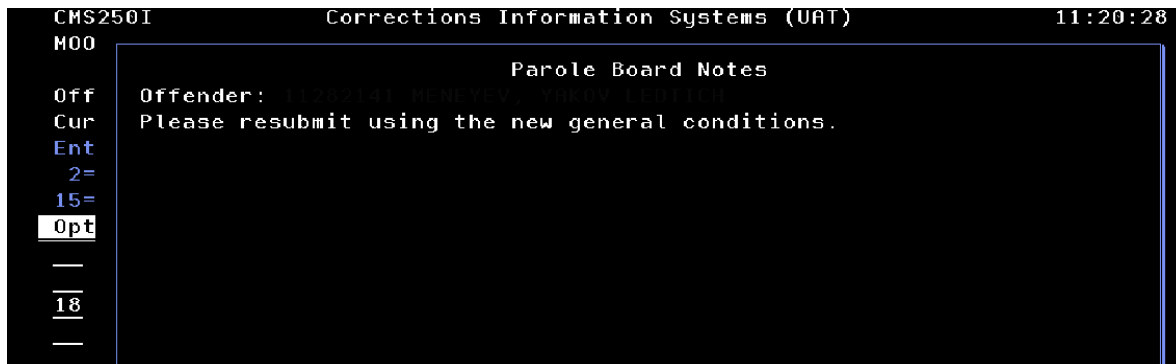 CMS250I Corrections Information Systems (UAT) 11:20:28
MOO
Parole Board Notes
Off Offender:
Cur Please resubmit using the new general conditions.
Ent
2=
15=
Opt
18